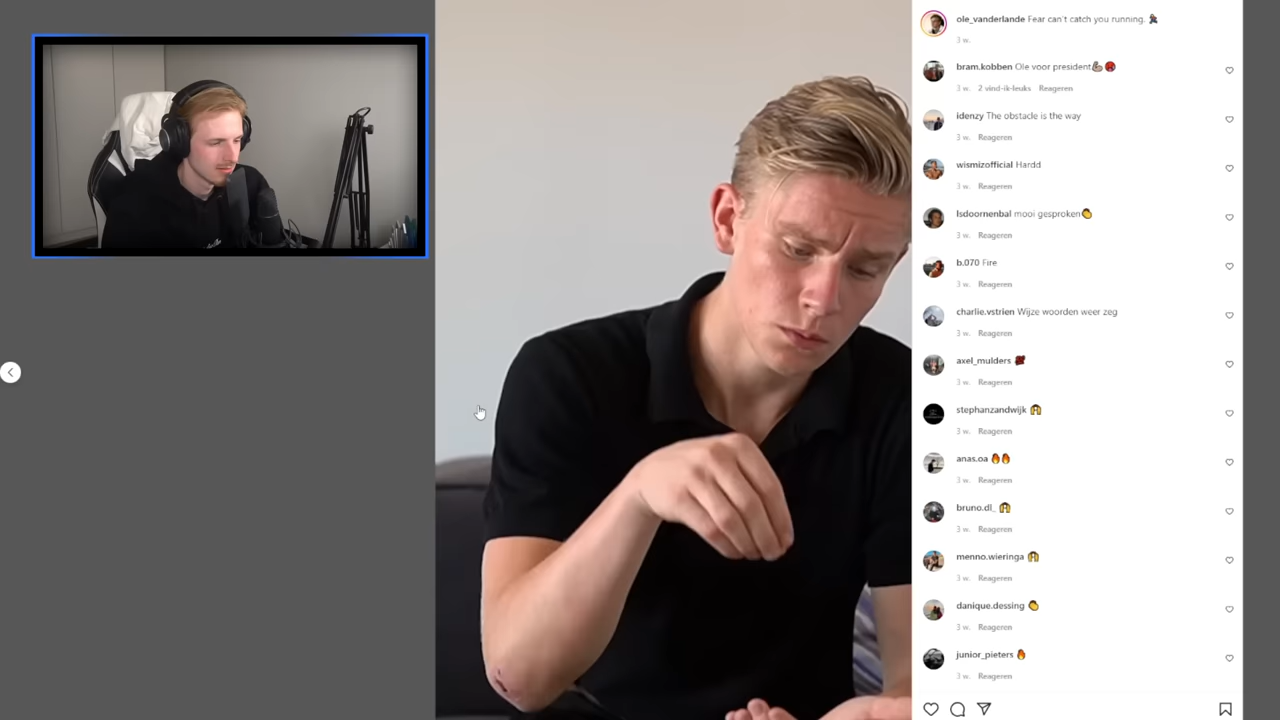 ole_vanderlande Fear can't catch you running.
3 w.
bram.kobben Ole voor president
3 w. 2 vind-ik-leuks Reageren
idenzy The obstacle is the way
3 w. Reageren
wismizofficial Hardd
3 w. Reageren
lsdoornenbal mooi gesproken
3 w. Reageren
b.070 Fire
3 w. Reageren
charlie.vstrien Wijze woorden weer zeg
3 w. Reageren
axel_mulders
3 w. Reageren
stephanzandwijk
3 w. Reageren
anas.oa
3 w. Reageren
bruno.dl_
3 w. Reageren
menno.wieringa
3 w. Reageren
danique.dessing
3 w. Reageren
junior_pieters
3 w. Reageren